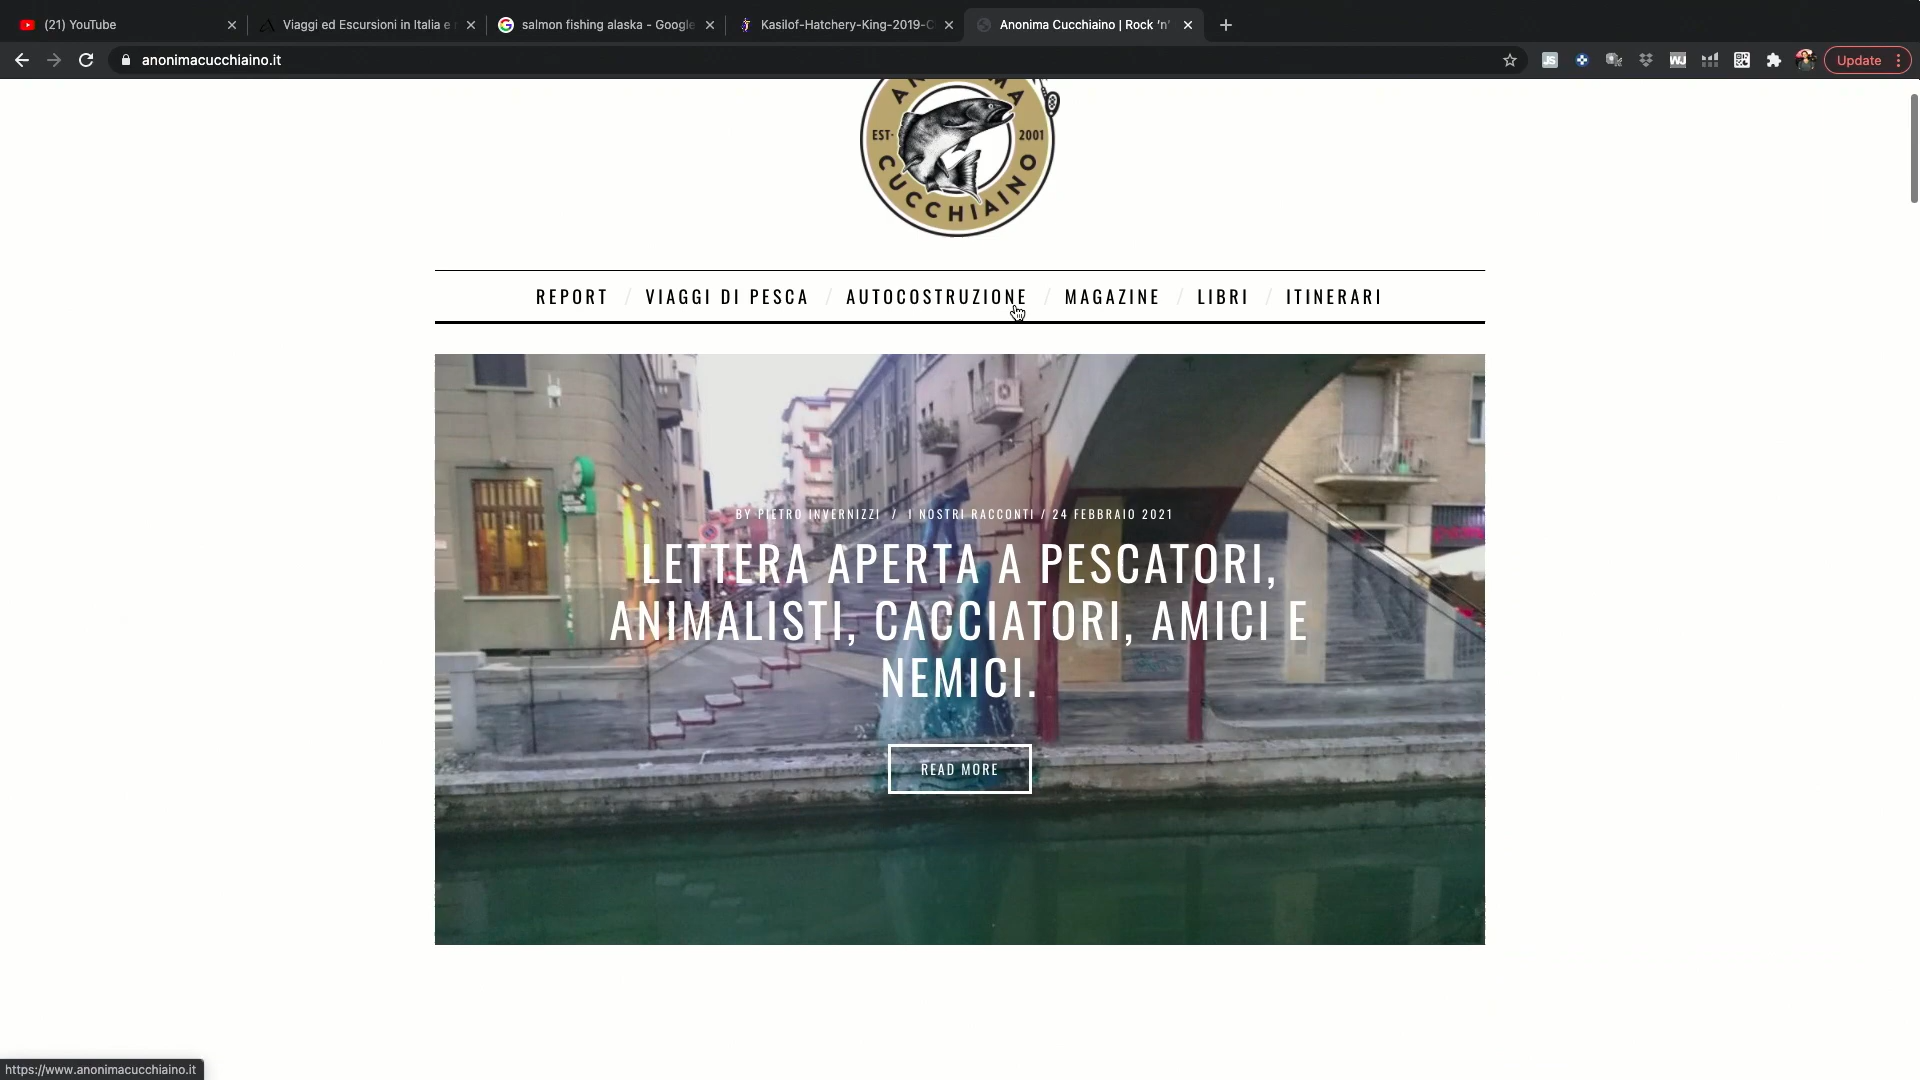 (21) YouTube
Viaggi ed Escursioni in Italia e
salmon fishing alaska - Google
Kasilof-Hatchery-King-2019-C
Anonima Cucchiaino | Rock 'n'
anonimacucchiaino.it
Update
EST· 2001
CUCCHIAINO
REPORT / VIAGGI DI PESCA / AUTOCOSTRUZIONE / MAGAZINE / LIBRI / ITINERARI
BY PIETRO INVERNIZZI / I NOSTRI RACCONTI / 24 FEBBRAIO 2021
LETTERA APERTA A PESCATORI,
ANIMALISTI, CACCIATORI, AMICI E
NEMICI.
READ MORE
https://www.anonimacucchiaino.it